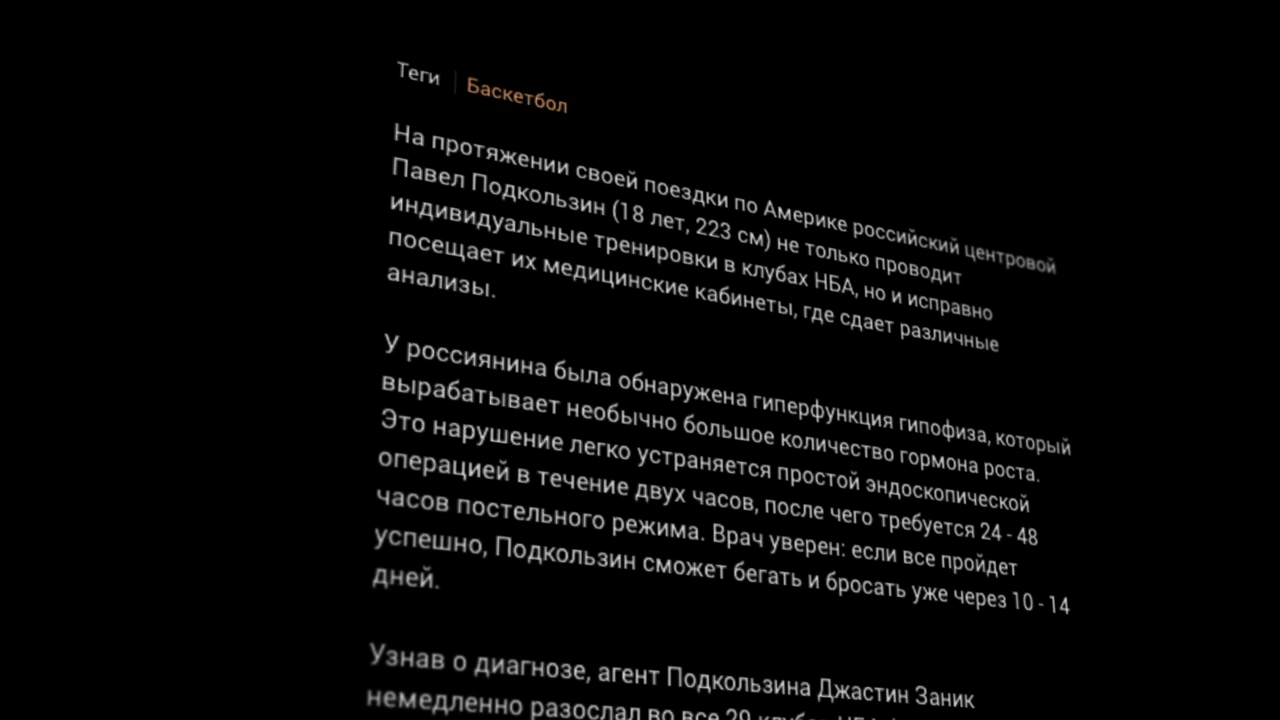 Теги
Баскетбол
На протяжении своей поездки по Америке российский центровой
Павел Подкользин (18 лет, 223 см) не только проводит
индивидуальные тренировки в клубах НБА, но и исправно
посещает их медицинские кабинеты, где сдает различные
анализы.
У россиянина была обнаружена гиперфункция гипофиза, который
вырабатывает необычно большое количество гормона роста.
Это нарушение легко устраняется простой эндоскопической
операцией в течение двух часов, после чего требуется 24 - 48
часов постельного режима. Врач уверен: если все пройдет
успешно, Подкользин сможет бегать и бросать уже через 10 - 14
дней.
Узнав о диагнозе, агент Подкользина Джастин Заник
немедленно разослал во все 29